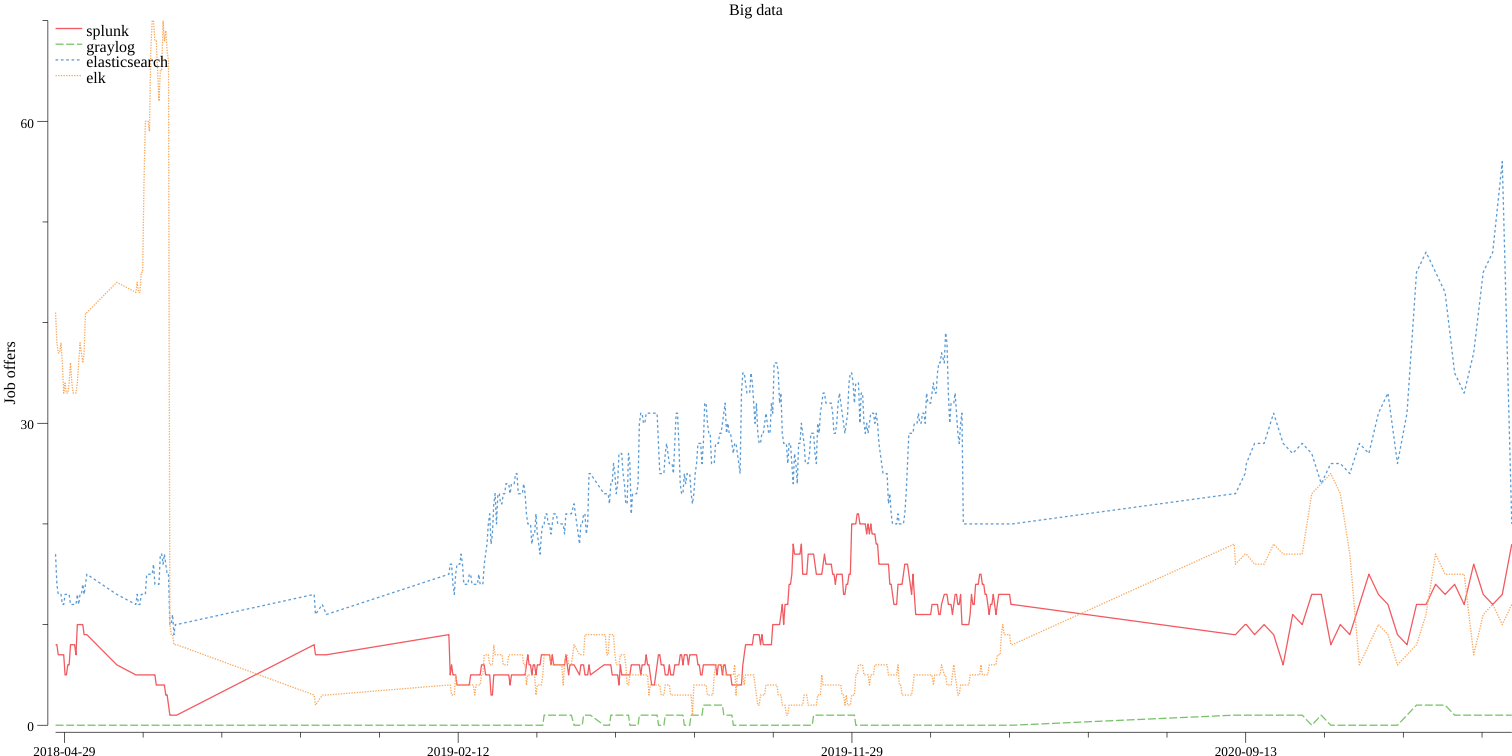 Big data
splunk
graylog
elasticsearch
elk
60
30
0
Job offers
2018-04-29
2019-02-12
2019-11-29
2020-09-13